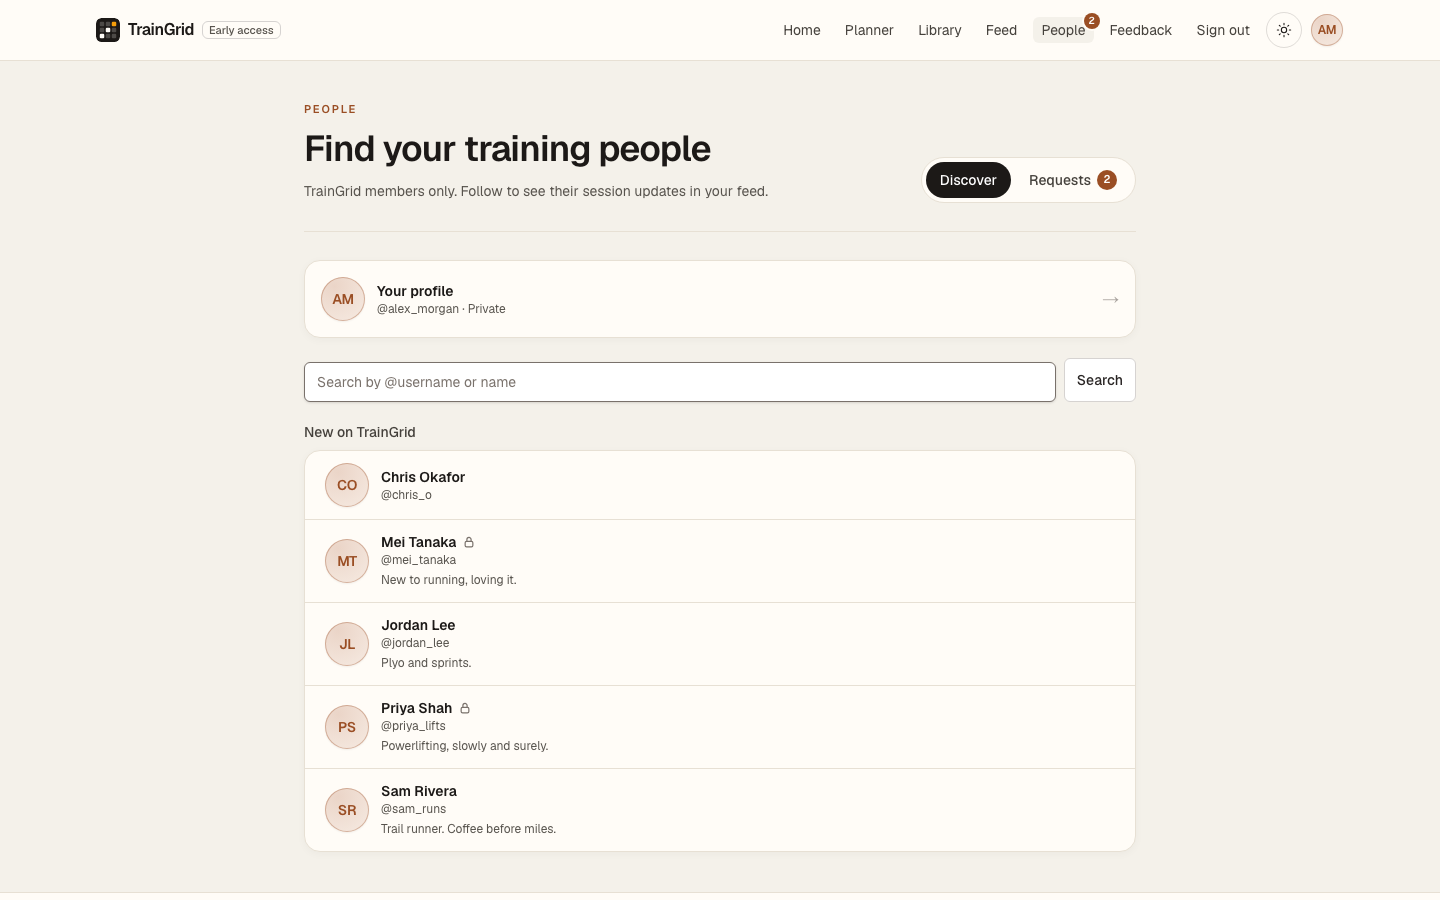 TrainGrid Early access
Home Planner Library Feed People 2 Feedback Sign out AM
PEOPLE
Find your training people
TrainGrid members only. Follow to see their session updates in your feed.
Discover Requests 2
AM
Your profile
@alex_morgan · Private →
Search by @username or name Search
New on TrainGrid
CO
Chris Okafor
@chris_o
MT
Mei Tanaka
@mei_tanaka
New to running, loving it.
JL
Jordan Lee
@jordan_lee
Plyo and sprints.
PS
Priya Shah
@priya_lifts
Powerlifting, slowly and surely.
SR
Sam Rivera
@sam_runs
Trail runner. Coffee before miles.